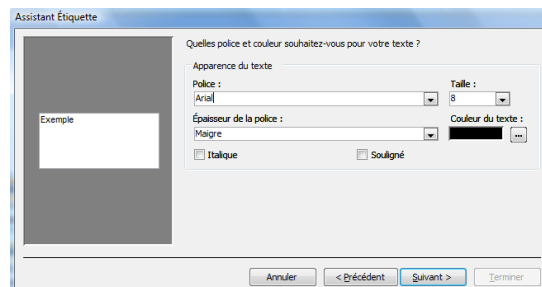 Assistant Étiquette
Quelles police et couleur souhaitez-vous pour votre texte ?
Apparence du texte
Police : Taille :
Arial 8
Exemple
Épaisseur de la police : Couleur du texte :
Maigre ...
Italique Souligné
Annuler < Précédent Suivant > Terminer